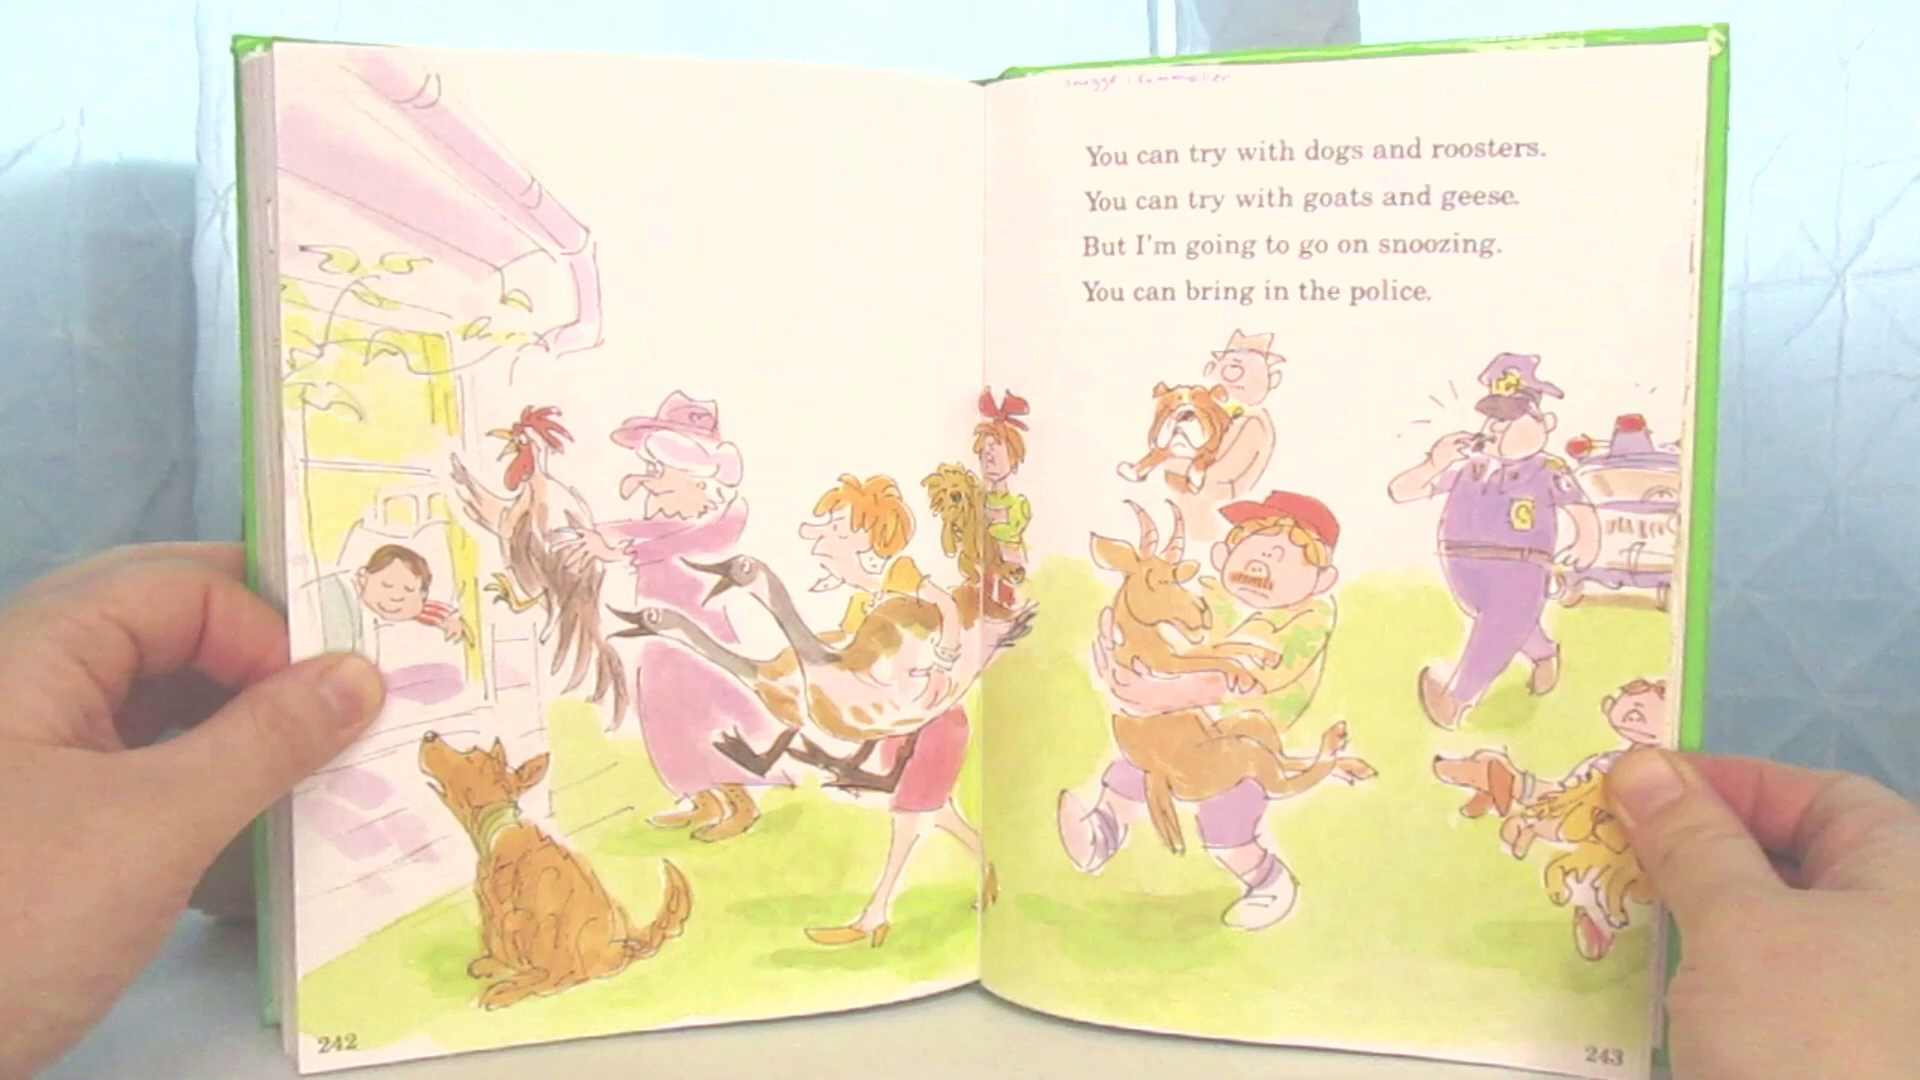 You can try with dogs and roosters.
You can try with goats and geese.
But I'm going to go on snoozing.
You can bring in the police.
242
243